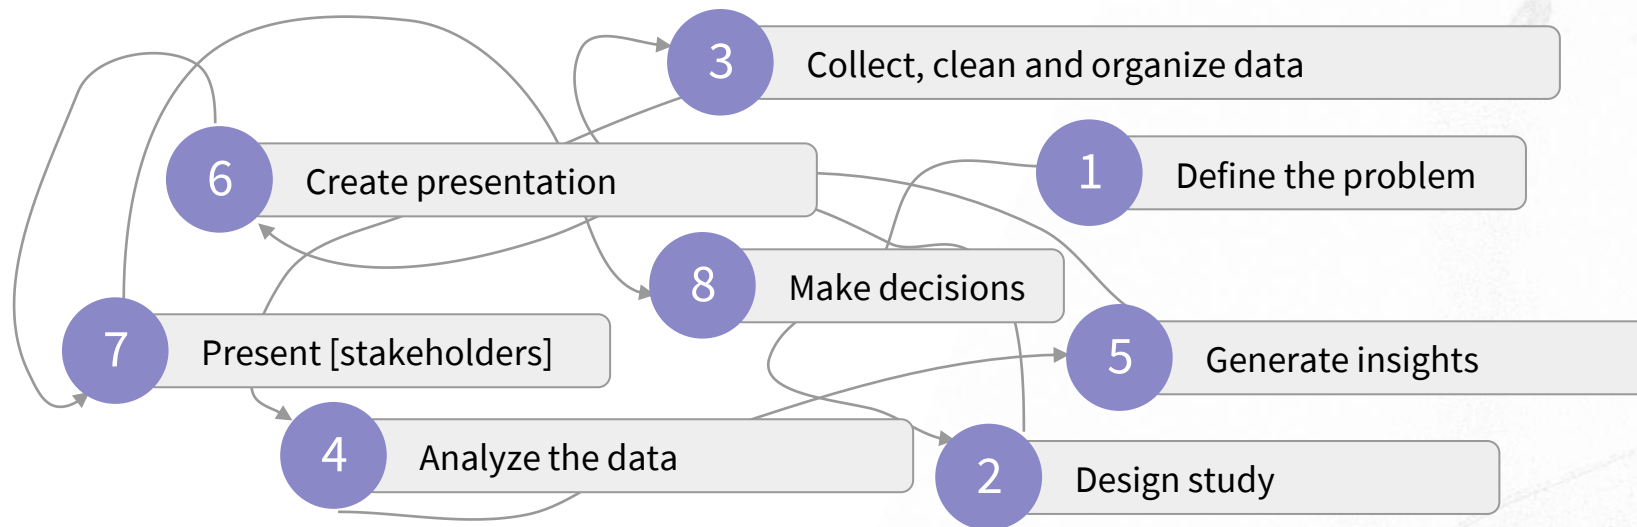 3 Collect, clean and organize data
1 Define the problem
6 Create presentation
8 Make decisions
7 Present [stakeholders]
5 Generate insights
4 Analyze the data
2 Design study